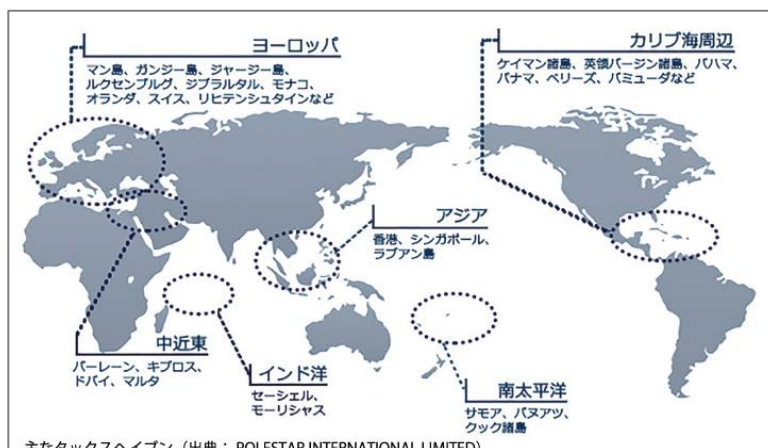 ヨーロッパ
マン島、ガンジー島、ジャージー島、
ルクセンブルグ、ジブラルタル、モナコ、
オランダ、スイス、リヒテンシュタインなど
カリブ海周辺
ケイマン諸島、英領バージン諸島、バハマ、
パナマ、ベリーズ、バミューダなど
アジア
香港、シンガポール、
ラブアン島
中近東
バーレーン、キプロス、
ドバイ、マルタ
インド洋
セーシェル、
モーリシャス
南太平洋
サモア、バヌアツ、
クック諸島
主なタックスヘイブン（出典： POLESTAR INTERNATIONAL LIMITED）